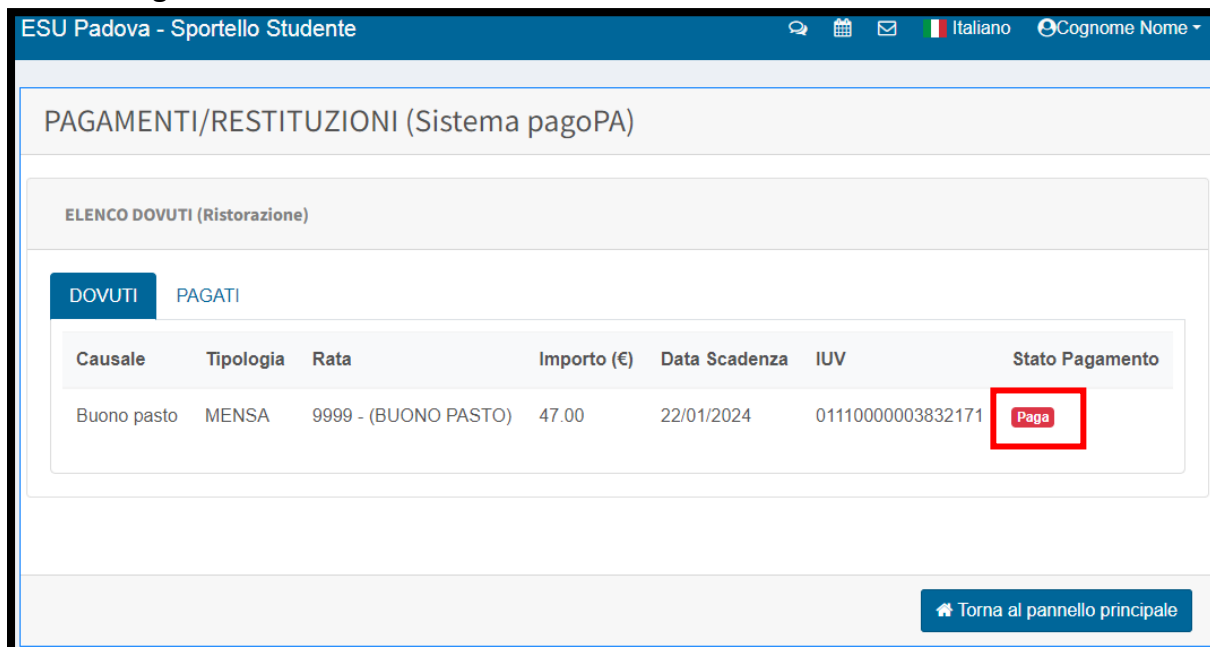 ESU Padova - Sportello Studente Italiano Cognome Nome
PAGAMENTI/RESTITUZIONI (Sistema pagoPA)
ELENCO DOVUTI (Ristorazione)
DOVUTI PAGATI
Causale Tipologia Rata Importo (€) Data Scadenza IUV Stato Pagamento
Buono pasto MENSA 9999 - (BUONO PASTO) 47.00 22/01/2024 01110000003832171 Paga
Torna al pannello principale